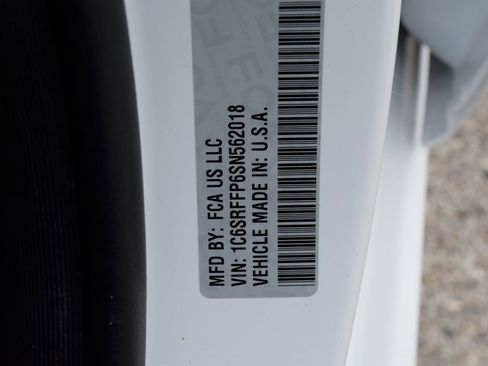 MFD BY: FCA US LLC
VIN: 1C6SRFFP6SN562018
VEHICLE MADE IN: U.S.A.